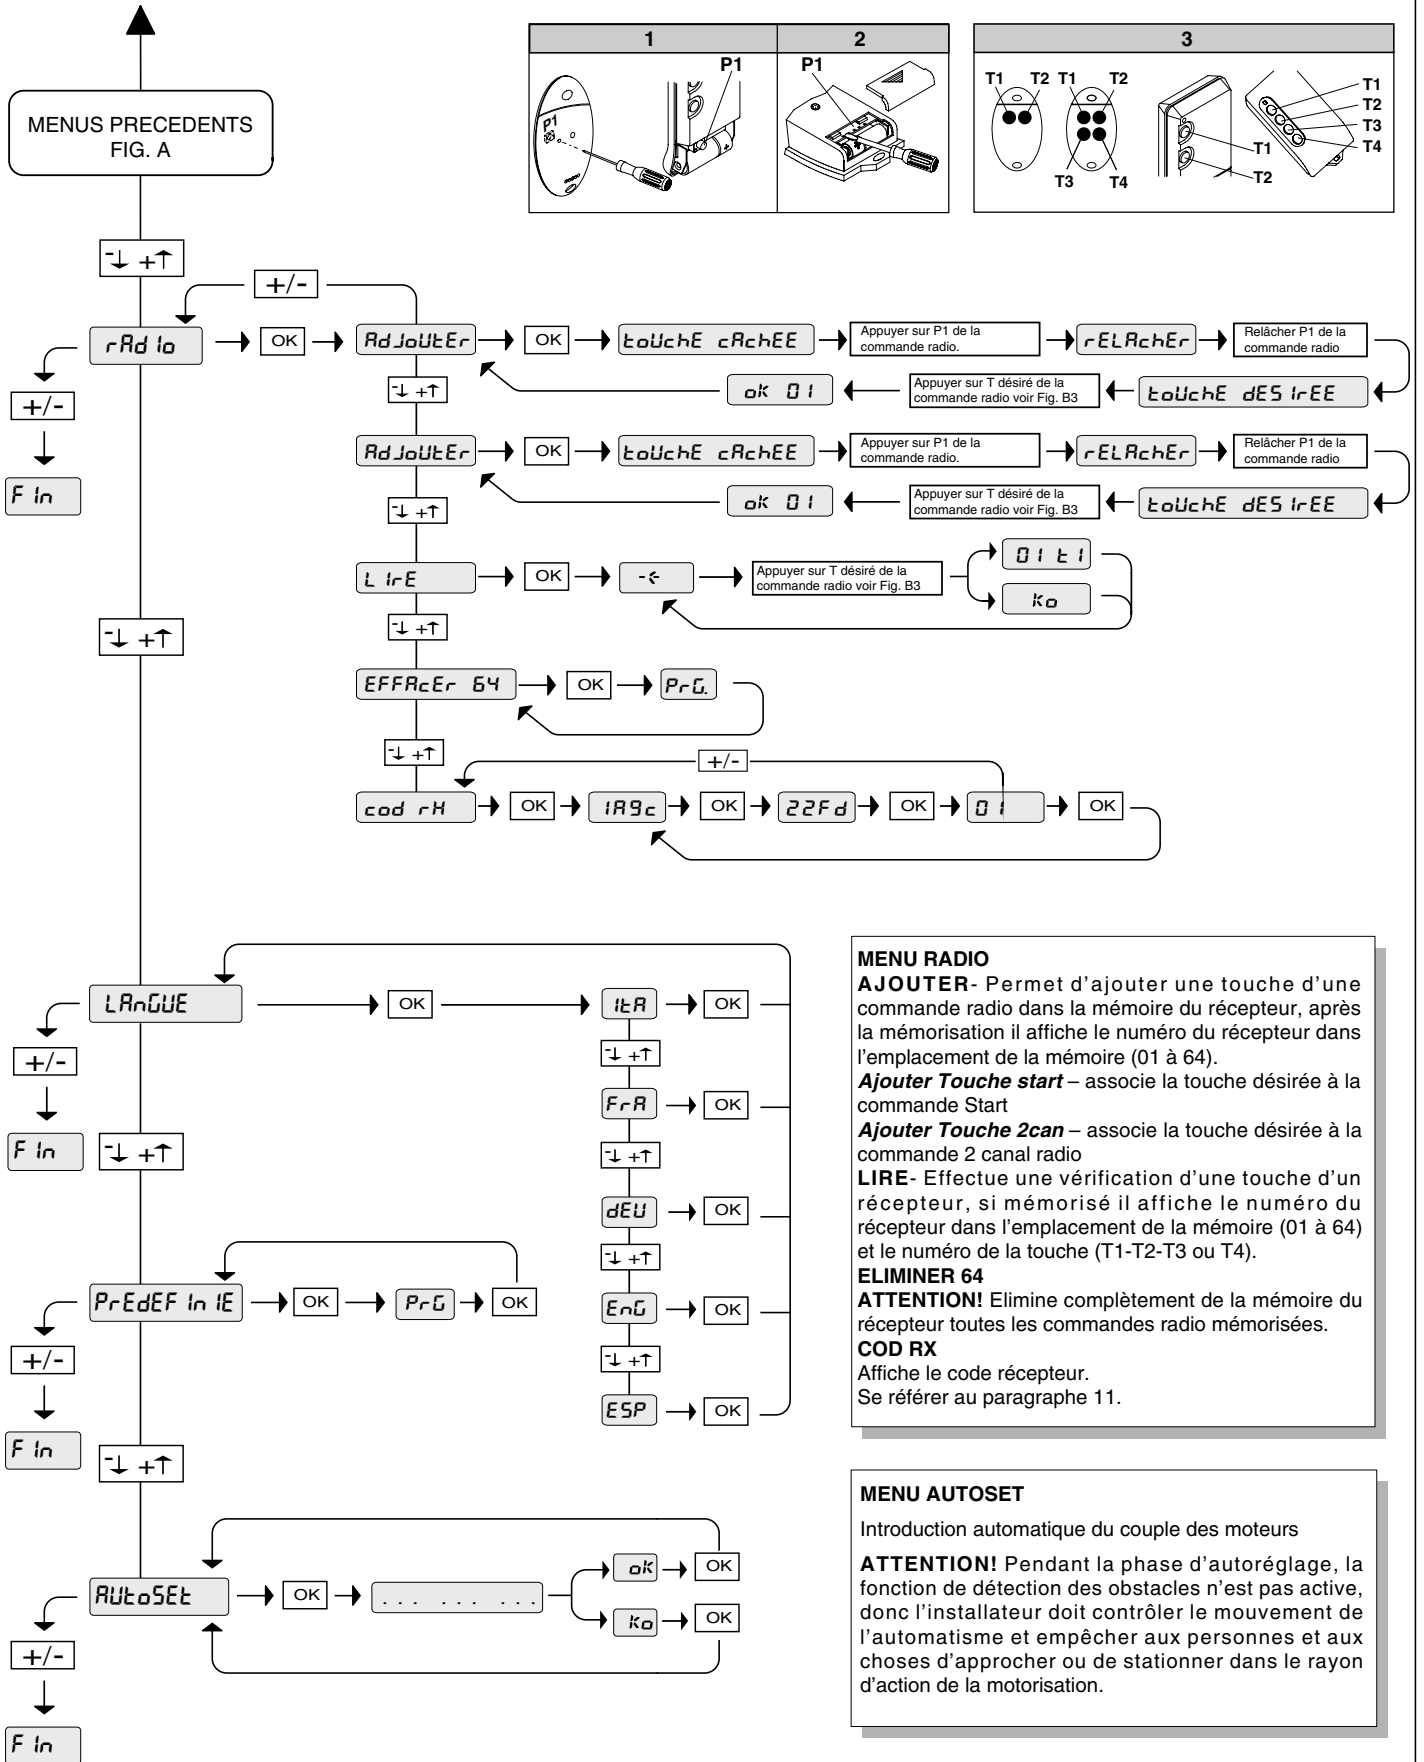 MENUS PRECEDENTS
FIG. A
1
2
3
P1
P1
P1
T1 T2 T1 T2
T3 T4
T1
T2
T1
T2
T3
T4
-↓ +↑
+/-
rAdIo
OK
AdJoUtEr
OK
toUchE cAchEE
Appuyer sur P1 de la
commande radio.
rELAchEr
Relâcher P1 de la
commande radio
+/-
-↓ +↑
oK 01
Appuyer sur T désiré de la
commande radio voir Fig. B3
toUchE dESIrEE
FIn
AdJoUtEr
OK
toUchE cAchEE
Appuyer sur P1 de la
commande radio.
rELAchEr
Relâcher P1 de la
commande radio
-↓ +↑
oK 01
Appuyer sur T désiré de la
commande radio voir Fig. B3
toUchE dESIrEE
LIrE
OK
-<-
Appuyer sur T désiré de la
commande radio voir Fig. B3
01 t1
Ko
-↓ +↑
-↓ +↑
EFFAcEr 64
OK
PrG.
-↓ +↑
+/-
cod rH
OK
1A9c
OK
22Fd
OK
01
OK
LAnGUE
OK
ItA
OK
+/-
-↓ +↑
FrA
OK
FIn
-↓ +↑
-↓ +↑
dEU
OK
-↓ +↑
PrEdEFInIE
OK
PrG
OK
EnG
OK
+/-
-↓ +↑
ESP
OK
FIn
-↓ +↑
AUtoSEt
OK
... ... ...
oK
OK
Ko
OK
+/-
FIn
MENU RADIO
AJOUTER- Permet d'ajouter une touche d'une
commande radio dans la mémoire du récepteur, après
la mémorisation il affiche le numéro du récepteur dans
l'emplacement de la mémoire (01 à 64).
Ajouter Touche start – associe la touche désirée à la
commande Start
Ajouter Touche 2can – associe la touche désirée à la
commande 2 canal radio
LIRE- Effectue une vérification d'une touche d'un
récepteur, si mémorisé il affiche le numéro du
récepteur dans l'emplacement de la mémoire (01 à 64)
et le numéro de la touche (T1-T2-T3 ou T4).
ELIMINER 64
ATTENTION! Elimine complètement de la mémoire du
récepteur toutes les commandes radio mémorisées.
COD RX
Affiche le code récepteur.
Se référer au paragraphe 11.
MENU AUTOSET
Introduction automatique du couple des moteurs
ATTENTION! Pendant la phase d'autoréglage, la
fonction de détection des obstacles n'est pas active,
donc l'installateur doit contrôler le mouvement de
l'automatisme et empêcher aux personnes et aux
choses d'approcher ou de stationner dans le rayon
d'action de la motorisation.